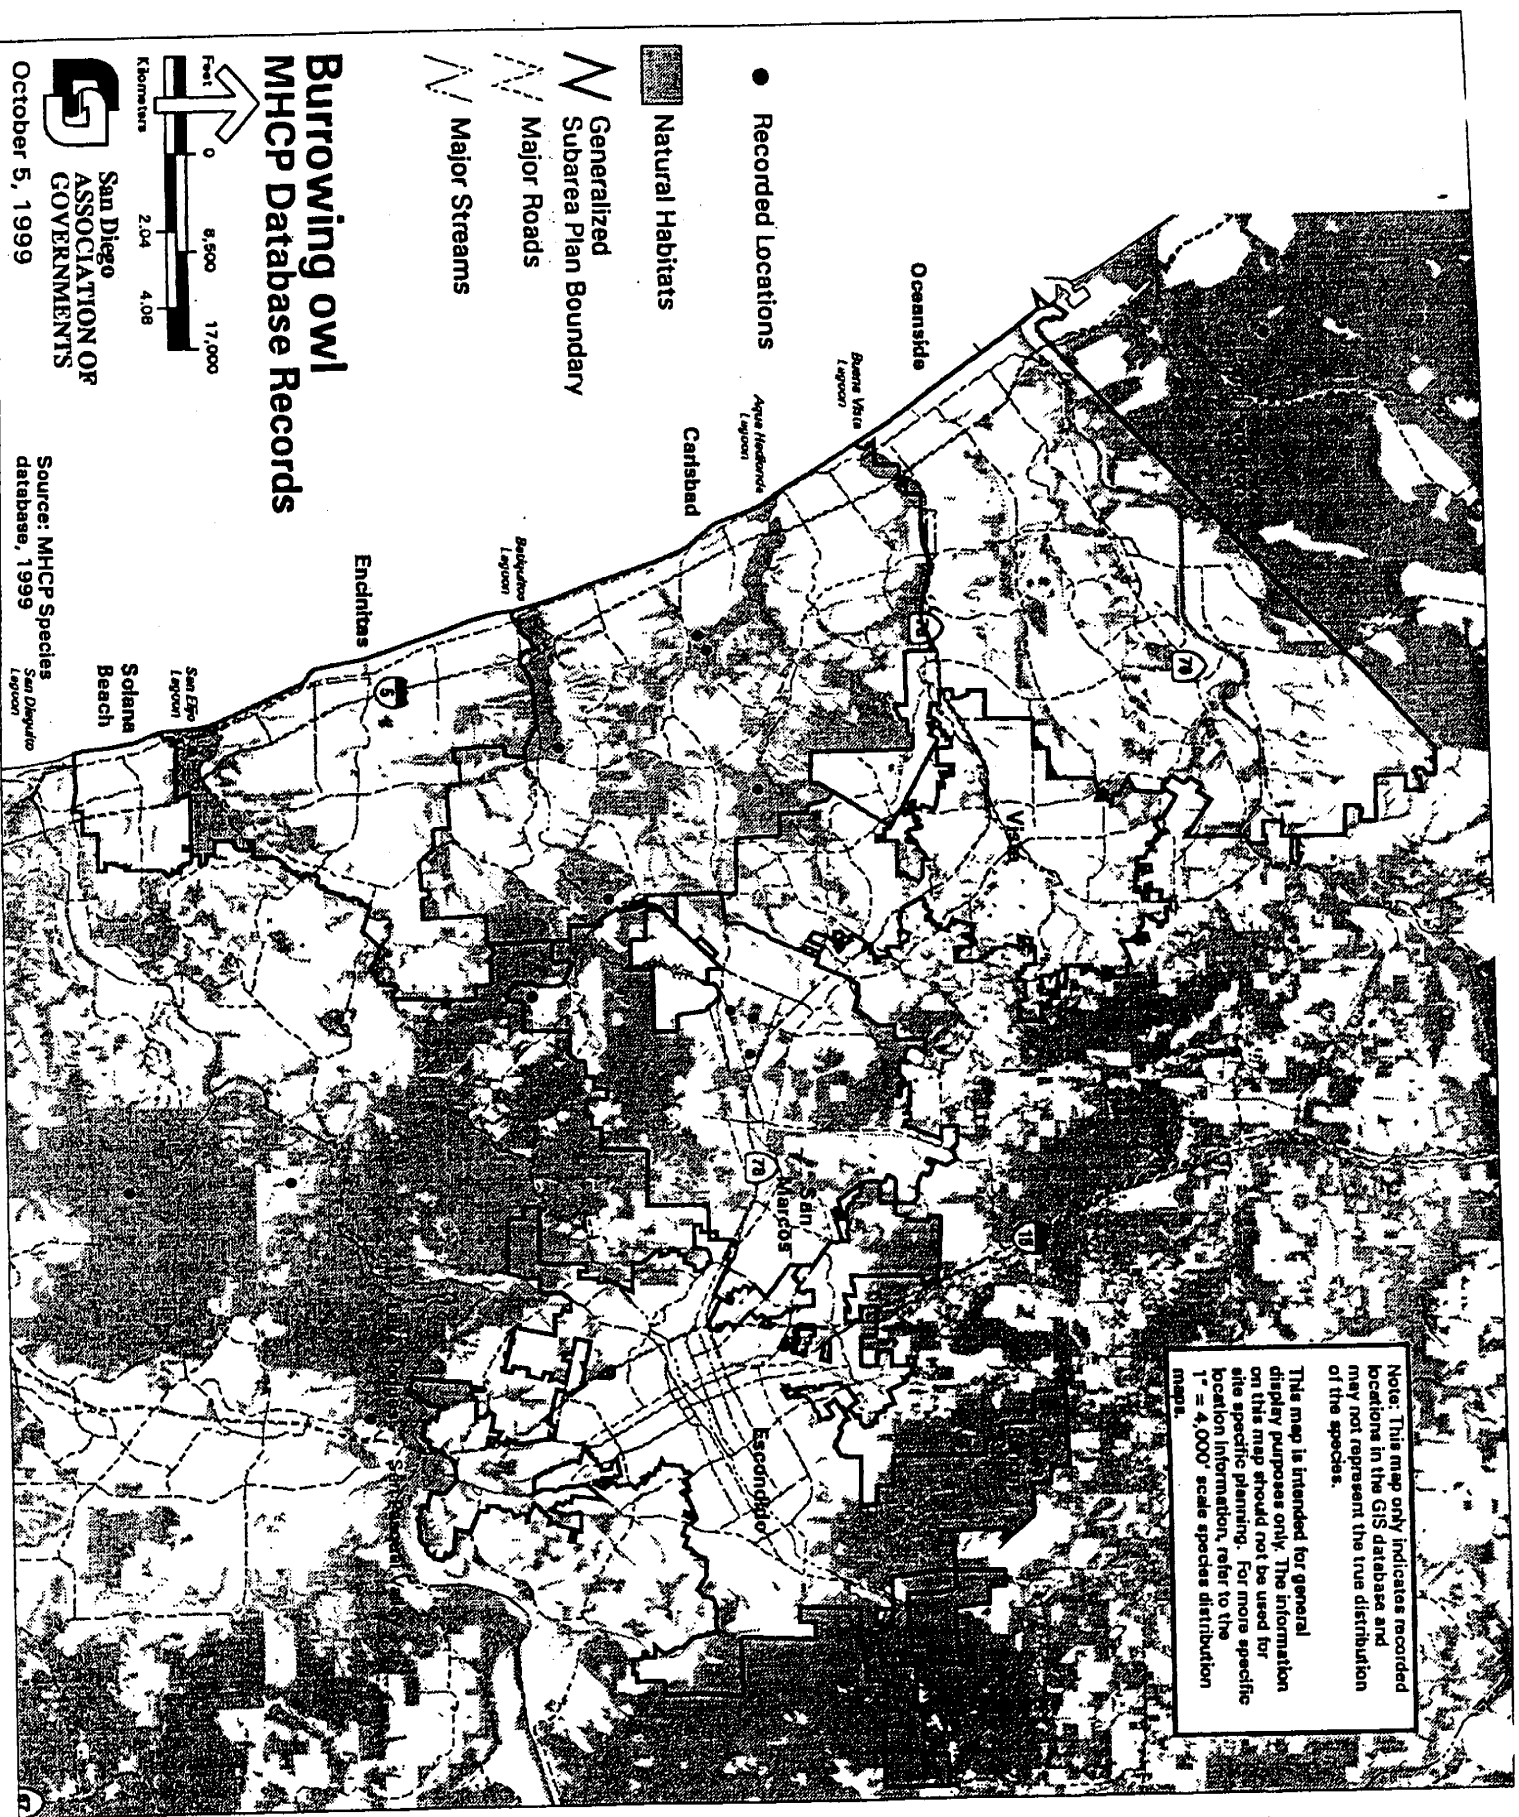 Note: This map only indicates recorded
locations in the GIS database and
may not represent the true distribution
of the species.
This map is intended for general
display purposes only. The information
on this map should not be used for
site specific planning. For more specific
location information, refer to the
1" = 4,000' scale species distribution
maps.
Oceanside
Buena Vista
Lagoon
Agua Hedionda
Lagoon
Carlsbad
Batiquitos
Lagoon
Encinitas
San Elijo
Lagoon
Solana
Beach
San Dieguito
Lagoon
Vista
San
Marcos
Escondido
76
78
78
15
5
Recorded Locations
Natural Habitats
Generalized
Subarea Plan Boundary
Major Roads
Major Streams
Burrowing owl
MHCP Database Records
Feet
0
8,500
17,000
Kilometers
2.04
4.08
San Diego
ASSOCIATION OF
GOVERNMENTS
October 5, 1999
Source: MHCP Species
database, 1999